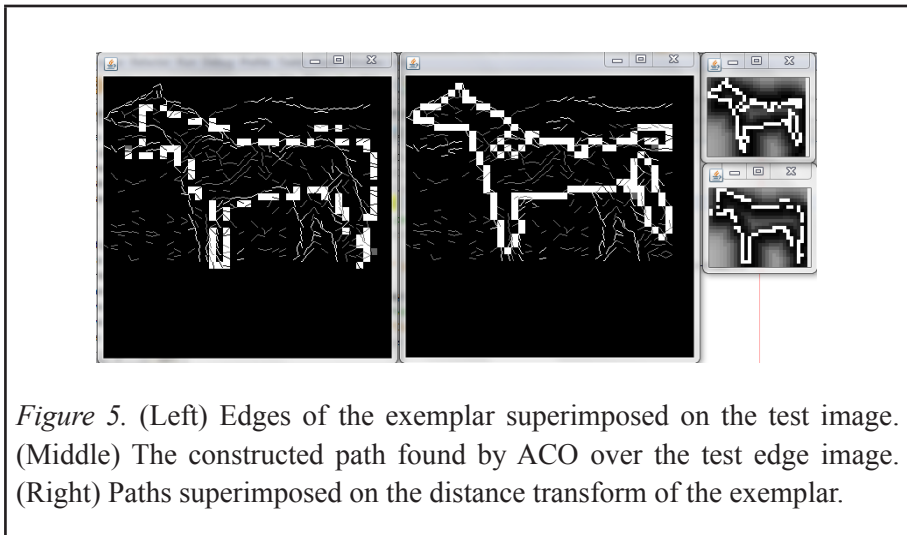 Figure 5. (Left) Edges of the exemplar superimposed on the test image.
(Middle) The constructed path found by ACO over the test edge image.
(Right) Paths superimposed on the distance transform of the exemplar.